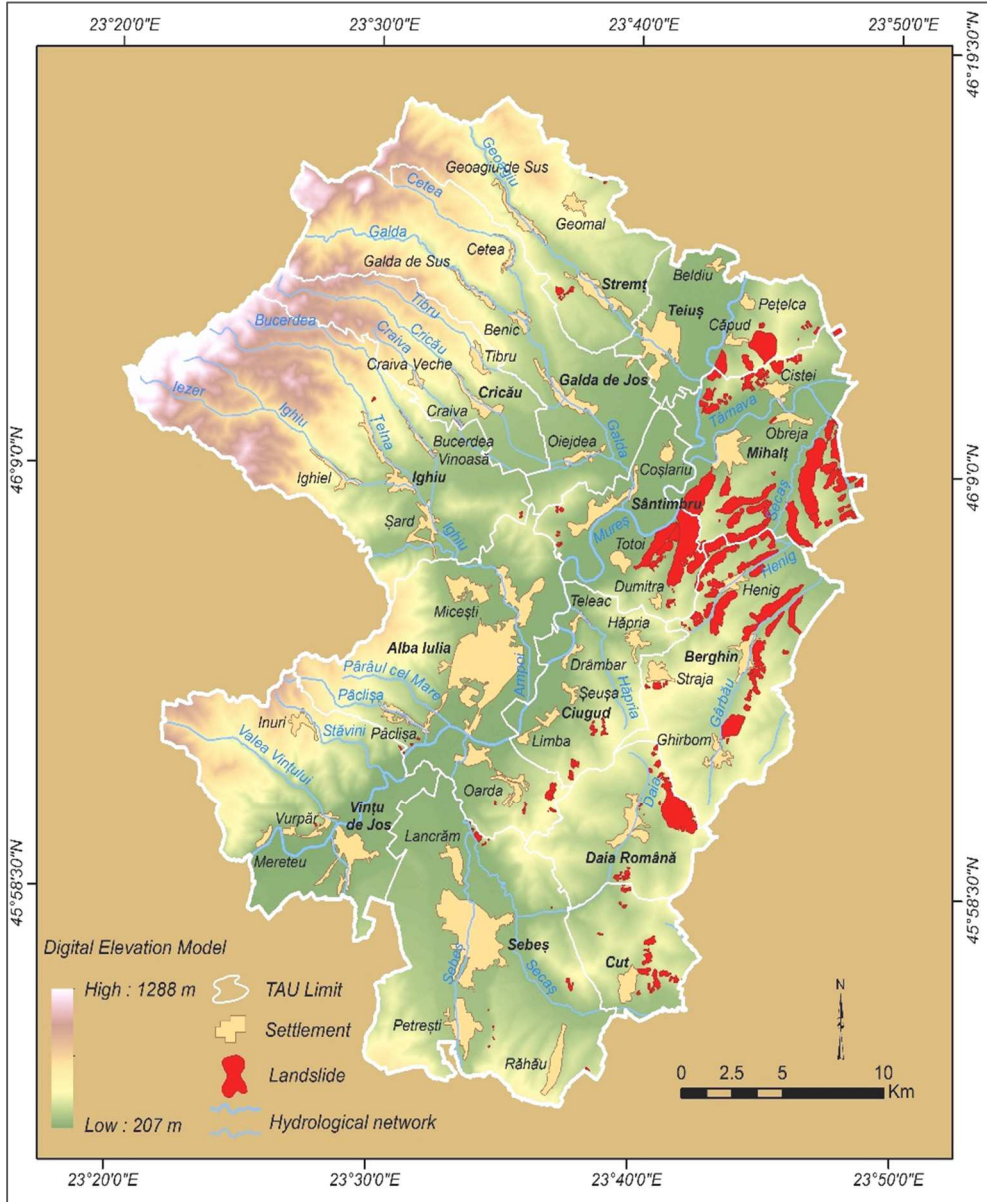 23°20'0"E
23°30'0"E
23°40'0"E
23°50'0"E
46°19'30"N
46°9'0"N
46°9'0"N
45°58'30"N
45°58'30"N
Geoagiu
Geoagiu de Sus
Cetea
Geomal
Galda
Cetea
Galda de Sus
Beldiu
Stremț
Tibru
Teiuș
Pețelca
Bucerdea
Benic
Căpud
Cricău
Craiva
Tibru
Craiva Veche
Galda de Jos
Cistei
Iezer
Cricău
Târnava
Ighiu
Telna
Craiva
Galda
Obreja
Bucerdea
Vinoasă
Oiejdea
Mihalț
Coșlariu
Ighiel
Ighiu
Secaș
Sântimbru
Șard
Ighiu
Mureș
Totoi
Henig
Dumitra
Henig
Micești
Teleac
Hăpria
Alba Iulia
Berghin
Drâmbar
Straja
Pârâul cel Mare
Ampoi
Pâclișa
Șeușa
Hăpria
Gârbău
Inuri
Ciugud
Stăvini
Pâclișa
Limba
Ghirbom
Valea Vințului
Daia
Oarda
Vințu
de Jos
Vurpăr
Lancrăm
Mereteu
Daia Română
Sebeș
Sebeș
Secaș
Cut
Petrești
Răhău
Digital Elevation Model
High : 1288 m
Low : 207 m
TAU Limit
Settlement
Landslide
Hydrological network
N
0 2.5 5 10
Km
23°20'0"E
23°30'0"E
23°40'0"E
23°50'0"E